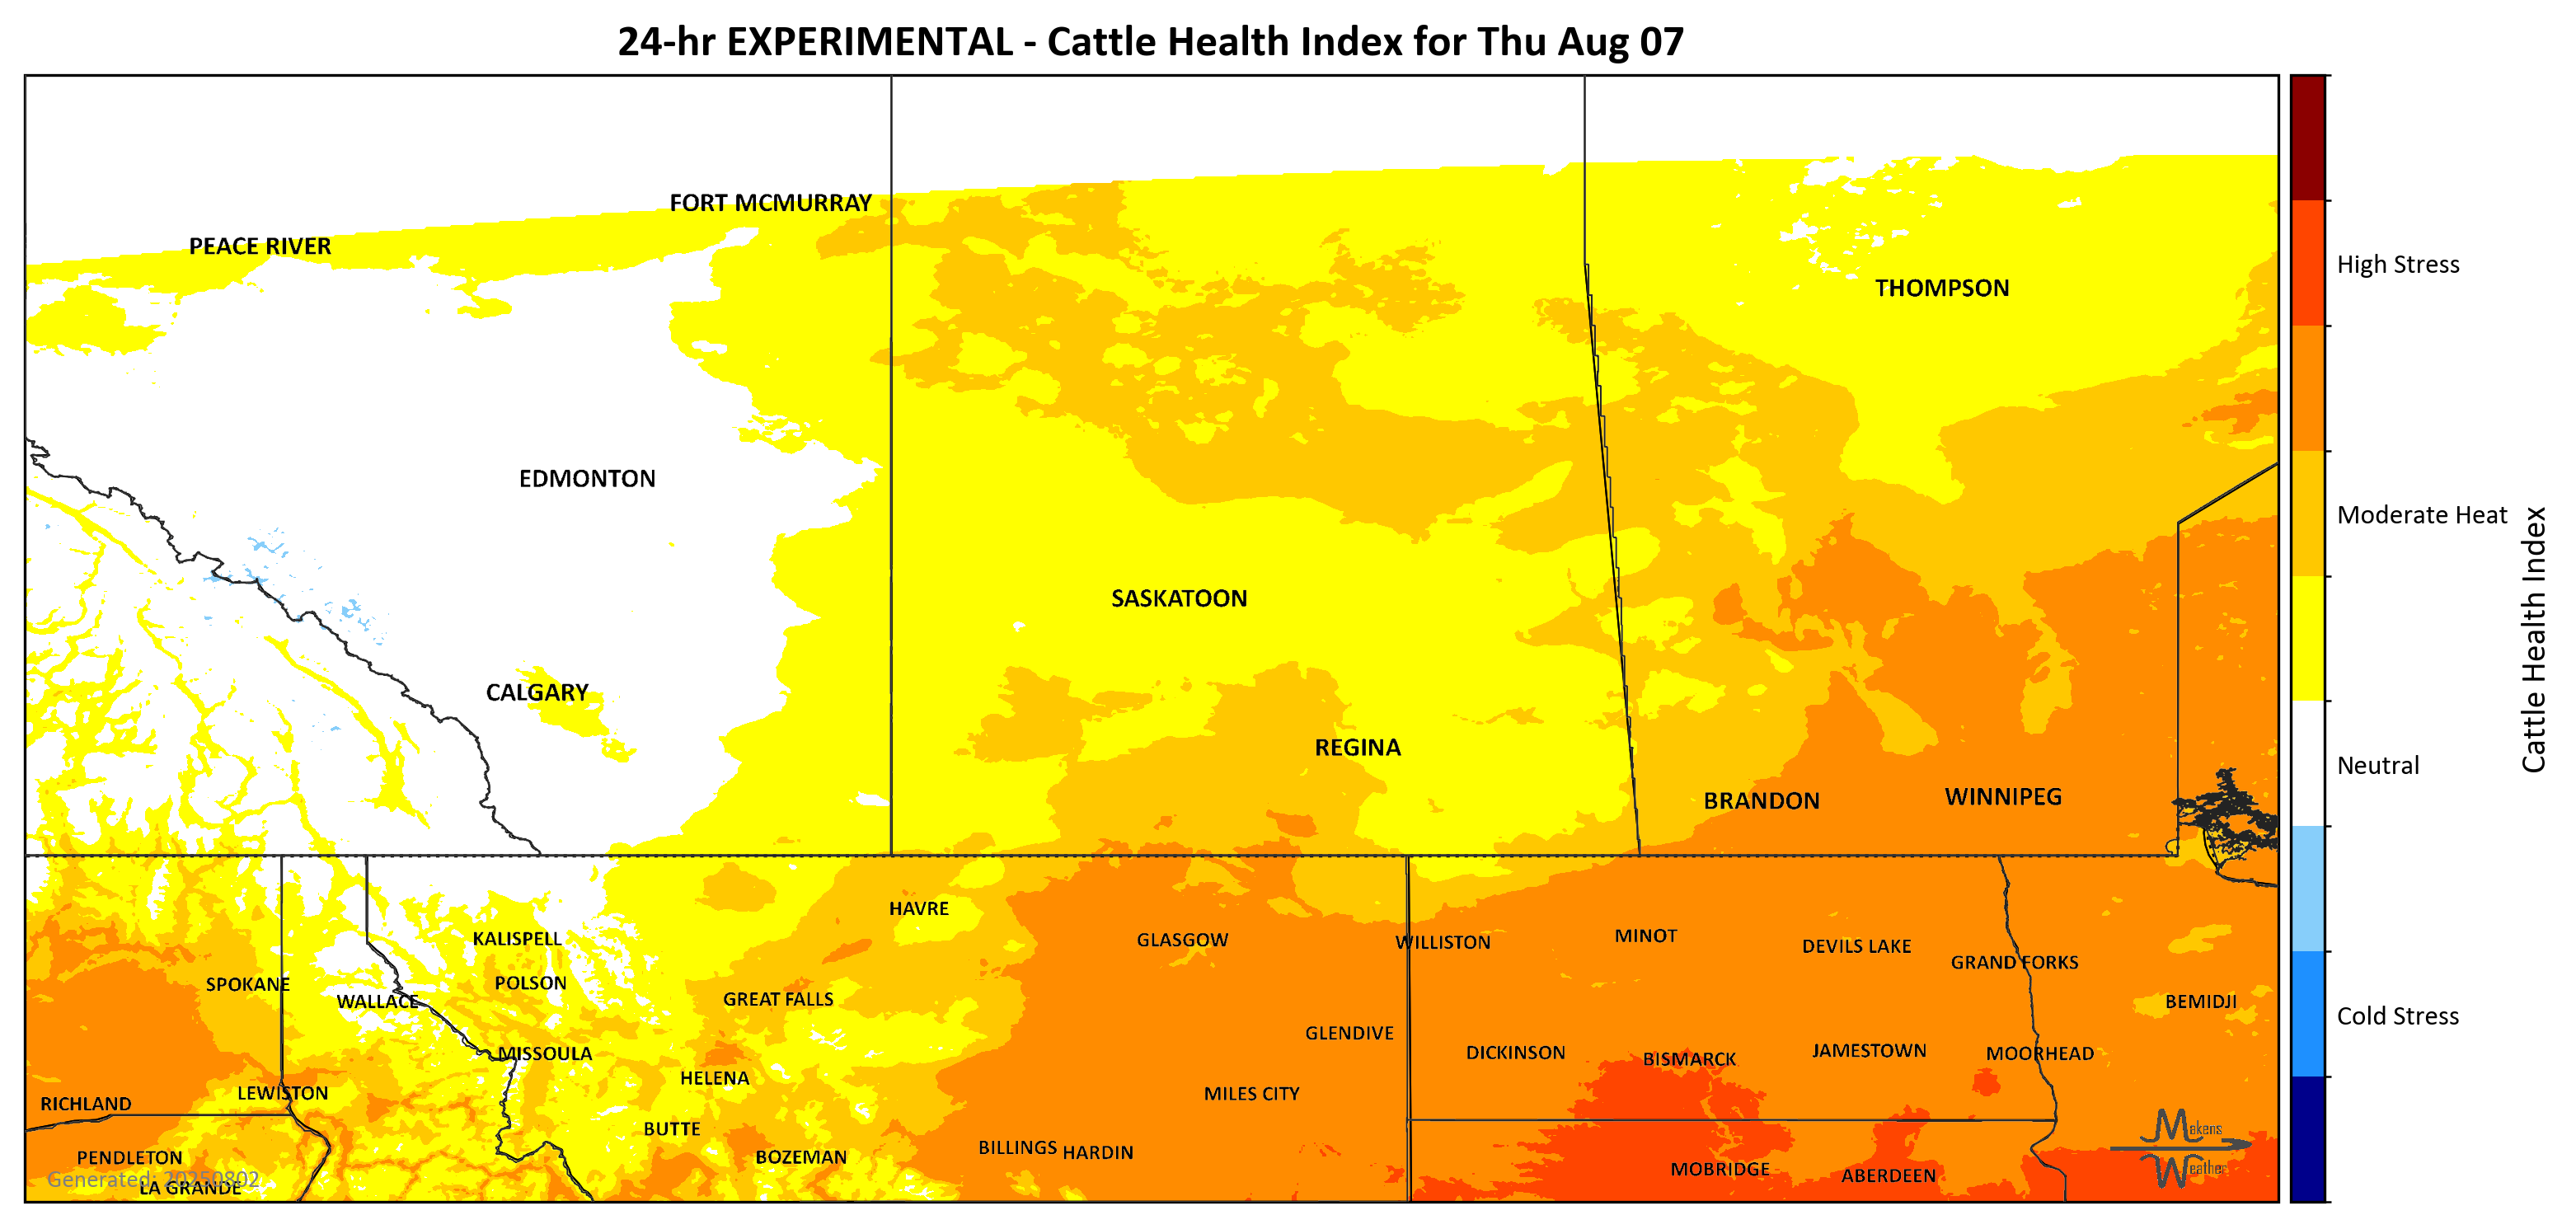 24-hr EXPERIMENTAL - Cattle Health Index for Thu Aug 07
FORT MCMURRAY
PEACE RIVER
High Stress
THOMPSON
EDMONTON
Moderate Heat
SASKATOON
Cattle Health Index
CALGARY
REGINA
Neutral
BRANDON
WINNIPEG
HAVRE
KALISPELL
GLASGOW
WILLISTON
MINOT
DEVILS LAKE
GRAND FORKS
SPOKANE
POLSON
WALLACE
GREAT FALLS
BEMIDJI
Cold Stress
GLENDIVE
MISSOULA
DICKINSON
BISMARCK
JAMESTOWN
MOORHEAD
HELENA
LEWISTON
MILES CITY
RICHLAND
BUTTE
Makens
Weather
BILLINGS
HARDIN
PENDLETON
BOZEMAN
MOBRIDGE
ABERDEEN
Generated: 20250802
LA GRANDE